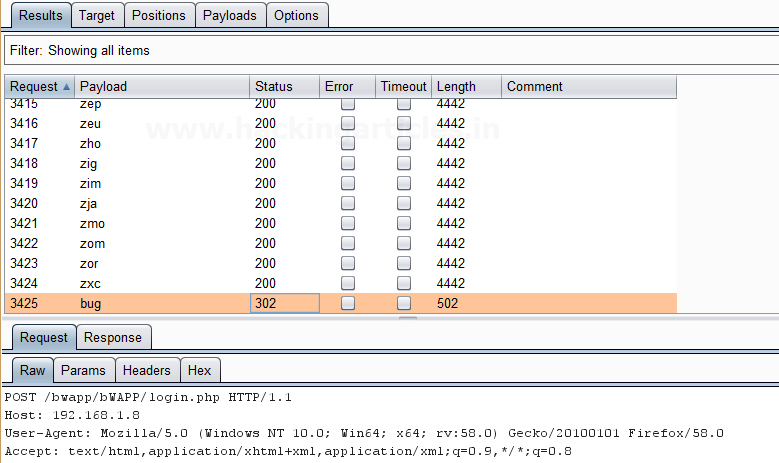 Results Target Positions Payloads Options
Filter: Showing all items
Request Payload Status Error Timeout Length Comment
3415 zep 200 4442
3416 zeu 200 4442
www.hackingarticles.in
3417 zho 200 4442
3418 zig 200 4442
3419 zim 200 4442
3420 zja 200 4442
3421 zmo 200 4442
3422 zom 200 4442
3423 zor 200 4442
3424 zxc 200 4442
3425 bug 302 502
Request Response
Raw Params Headers Hex
POST /bwapp/bWAPP/login.php HTTP/1.1
Host: 192.168.1.8
User-Agent: Mozilla/5.0 (Windows NT 10.0; Win64; x64; rv:58.0) Gecko/20100101 Firefox/58.0
Accept: text/html,application/xhtml+xml,application/xml;q=0.9,*/*;q=0.8